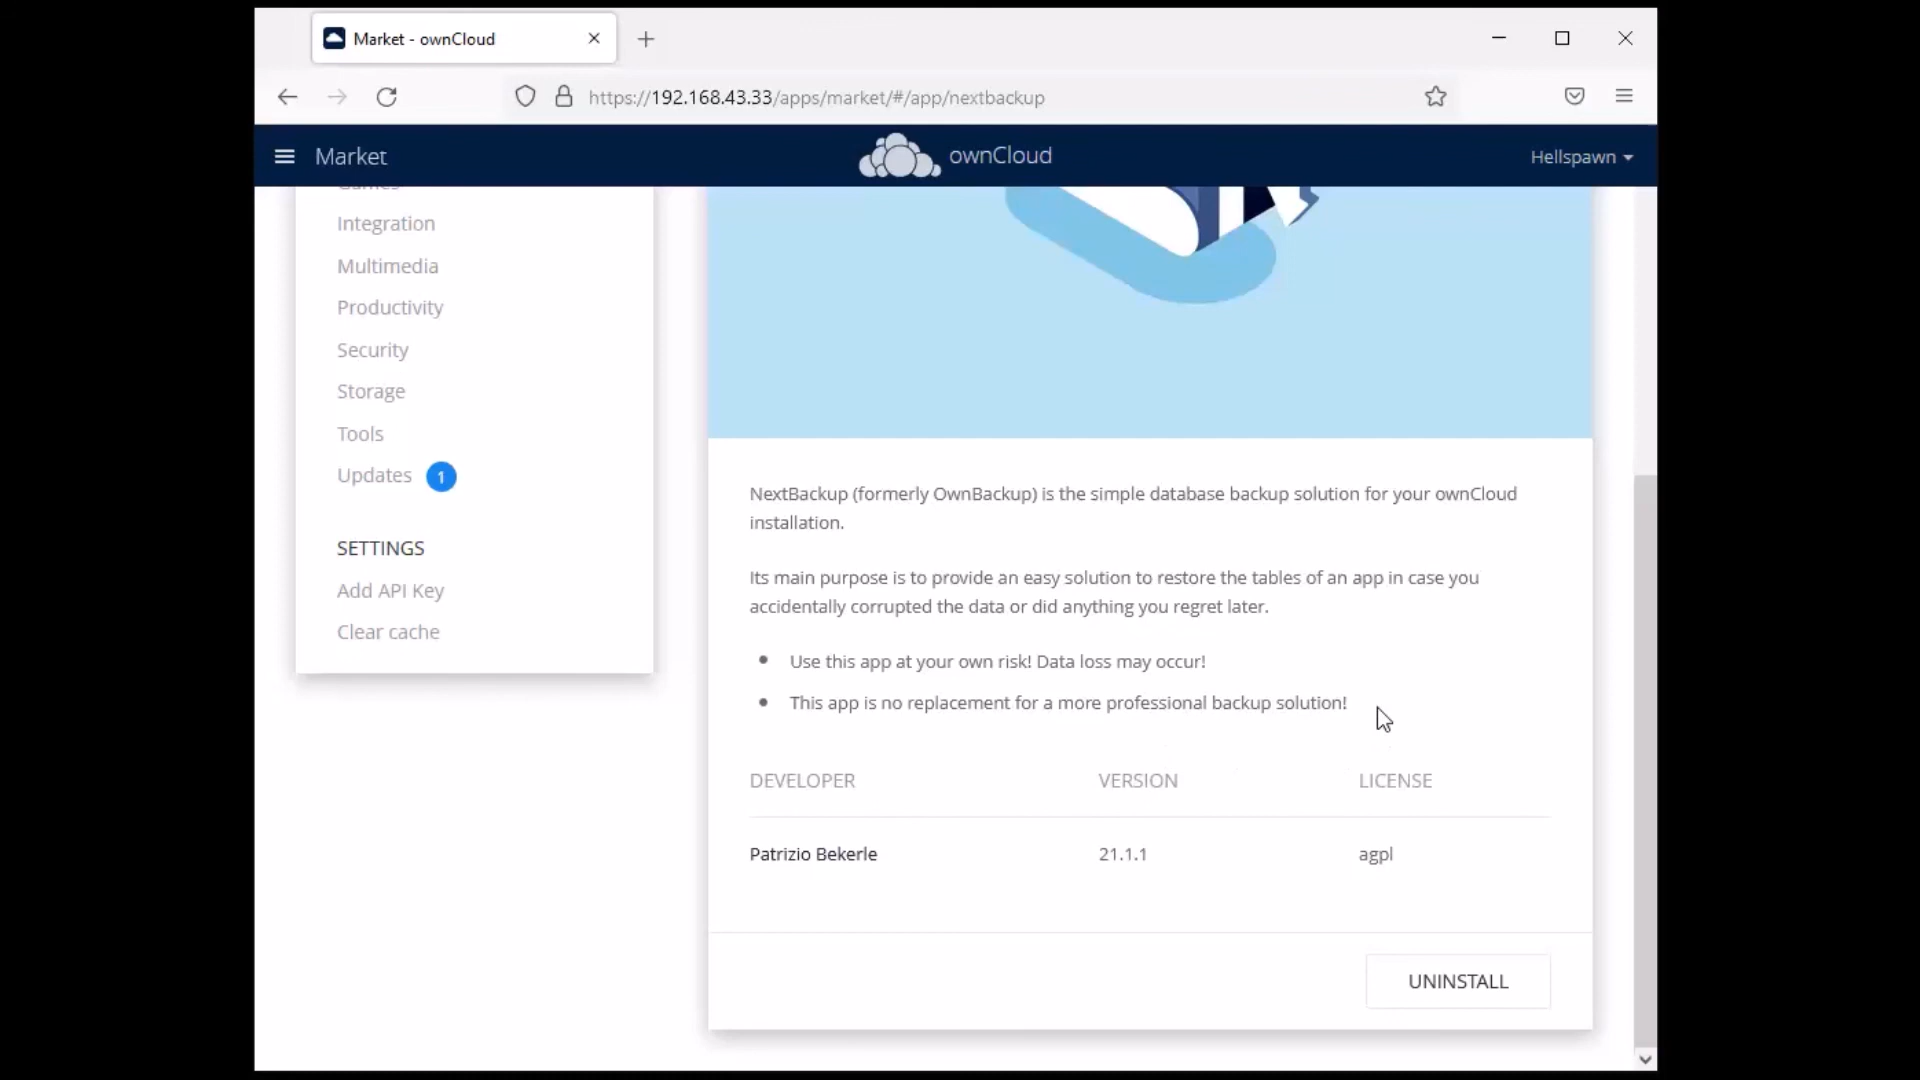 Market - ownCloud
https://192.168.43.33/apps/market/#/app/nextbackup
Market
ownCloud
Hellspawn
Games
Integration
Multimedia
Productivity
Security
Storage
Tools
Updates 1
SETTINGS
Add API Key
Clear cache
NextBackup (formerly OwnBackup) is the simple database backup solution for your ownCloud
installation.
Its main purpose is to provide an easy solution to restore the tables of an app in case you
accidentally corrupted the data or did anything you regret later.
Use this app at your own risk! Data loss may occur!
This app is no replacement for a more professional backup solution!
DEVELOPER VERSION LICENSE
Patrizio Bekerle 21.1.1 agpl
UNINSTALL